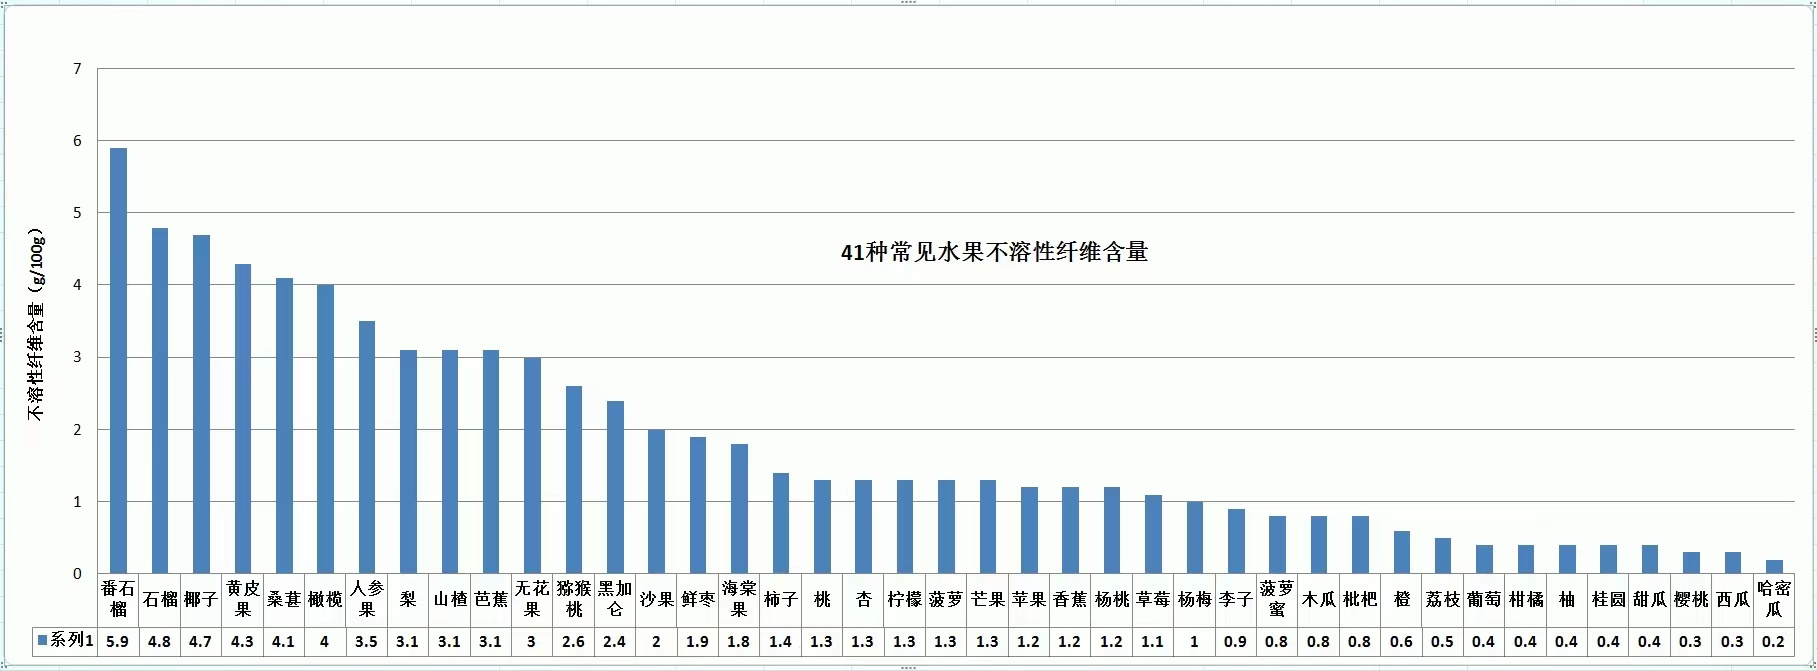 7
6
5
4
3
2
1
0
不溶性纤维含量（g/100g）
41种常见水果不溶性纤维含量
番石榴 石榴 椰子 黄皮果 桑葚 橄榄 人参果 梨 山楂 芭蕉 无花果 猕猴桃 黑加仑 沙果 鲜枣 海棠果 柿子 桃 杏 柠檬 菠萝 芒果 苹果 香蕉 杨桃 草莓 杨梅 李子 菠萝蜜 木瓜 枇杷 橙 荔枝 葡萄 柑橘 柚 桂圆 甜瓜 樱桃 西瓜 哈密瓜
系列1 5.9 4.8 4.7 4.3 4.1 4 3.5 3.1 3.1 3.1 3 2.6 2.4 2 1.9 1.8 1.4 1.3 1.3 1.3 1.3 1.3 1.2 1.2 1.2 1.1 1 0.9 0.8 0.8 0.8 0.6 0.5 0.4 0.4 0.4 0.4 0.4 0.3 0.3 0.2